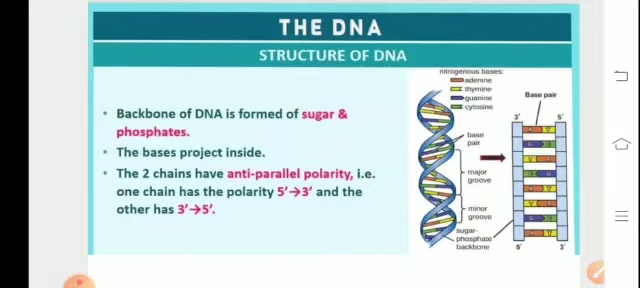 THE DNA
STRUCTURE OF DNA
• Backbone of DNA is formed of sugar &
phosphates.
• The bases project inside.
• The 2 chains have anti-parallel polarity, i.e.
one chain has the polarity 5'→3' and the
other has 3'→5'.
nitrogenous bases:
adenine
thymine
guanine
cytosine
base
pair
major
groove
minor
groove
sugar-
phosphate
backbone
Base pair
3' 5'
5' 3'